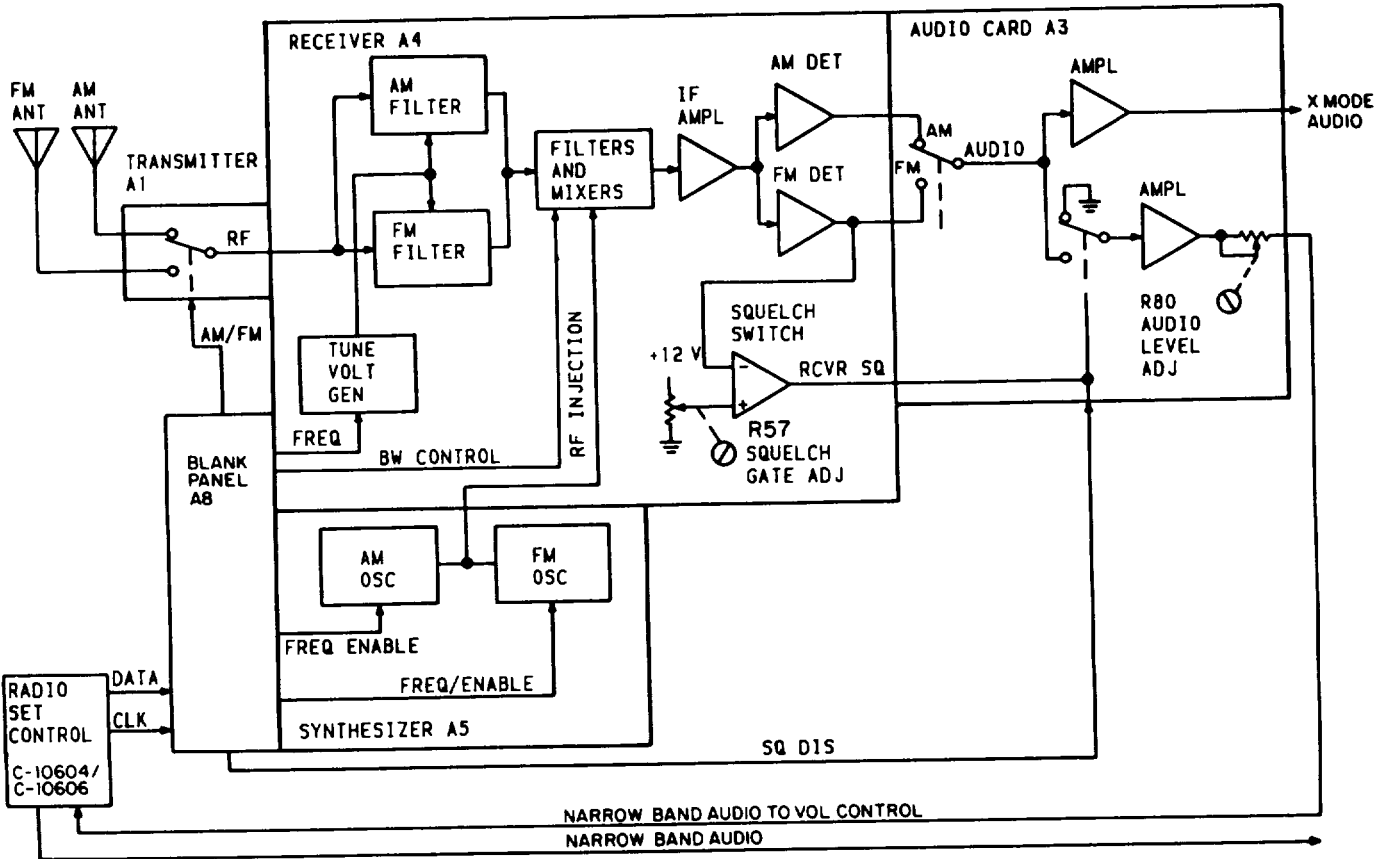 RECEIVER A4
AUDIO CARD A3
FM
ANT
AM
ANT
TRANSMITTER
A1
AM
FILTER
FM
FILTER
RF
AM/FM
TUNE
VOLT
GEN
FREQ
BW CONTROL
RF INJECTION
FILTERS
AND
MIXERS
IF
AMPL
AM DET
FM DET
SQUELCH
SWITCH
+12 V
-
+
RCVR SQ
R57
SQUELCH
GATE ADJ
AM
FM
AUDIO
AMPL
X MODE
AUDIO
AMPL
R80
AUDIO
LEVEL
ADJ
BLANK
PANEL
A8
AM
OSC
FM
OSC
FREQ ENABLE
FREQ/ENABLE
SYNTHESIZER A5
RADIO
SET
CONTROL
C-10604/
C-10606
DATA
CLK
SQ DIS
NARROW BAND AUDIO TO VOL CONTROL
NARROW BAND AUDIO